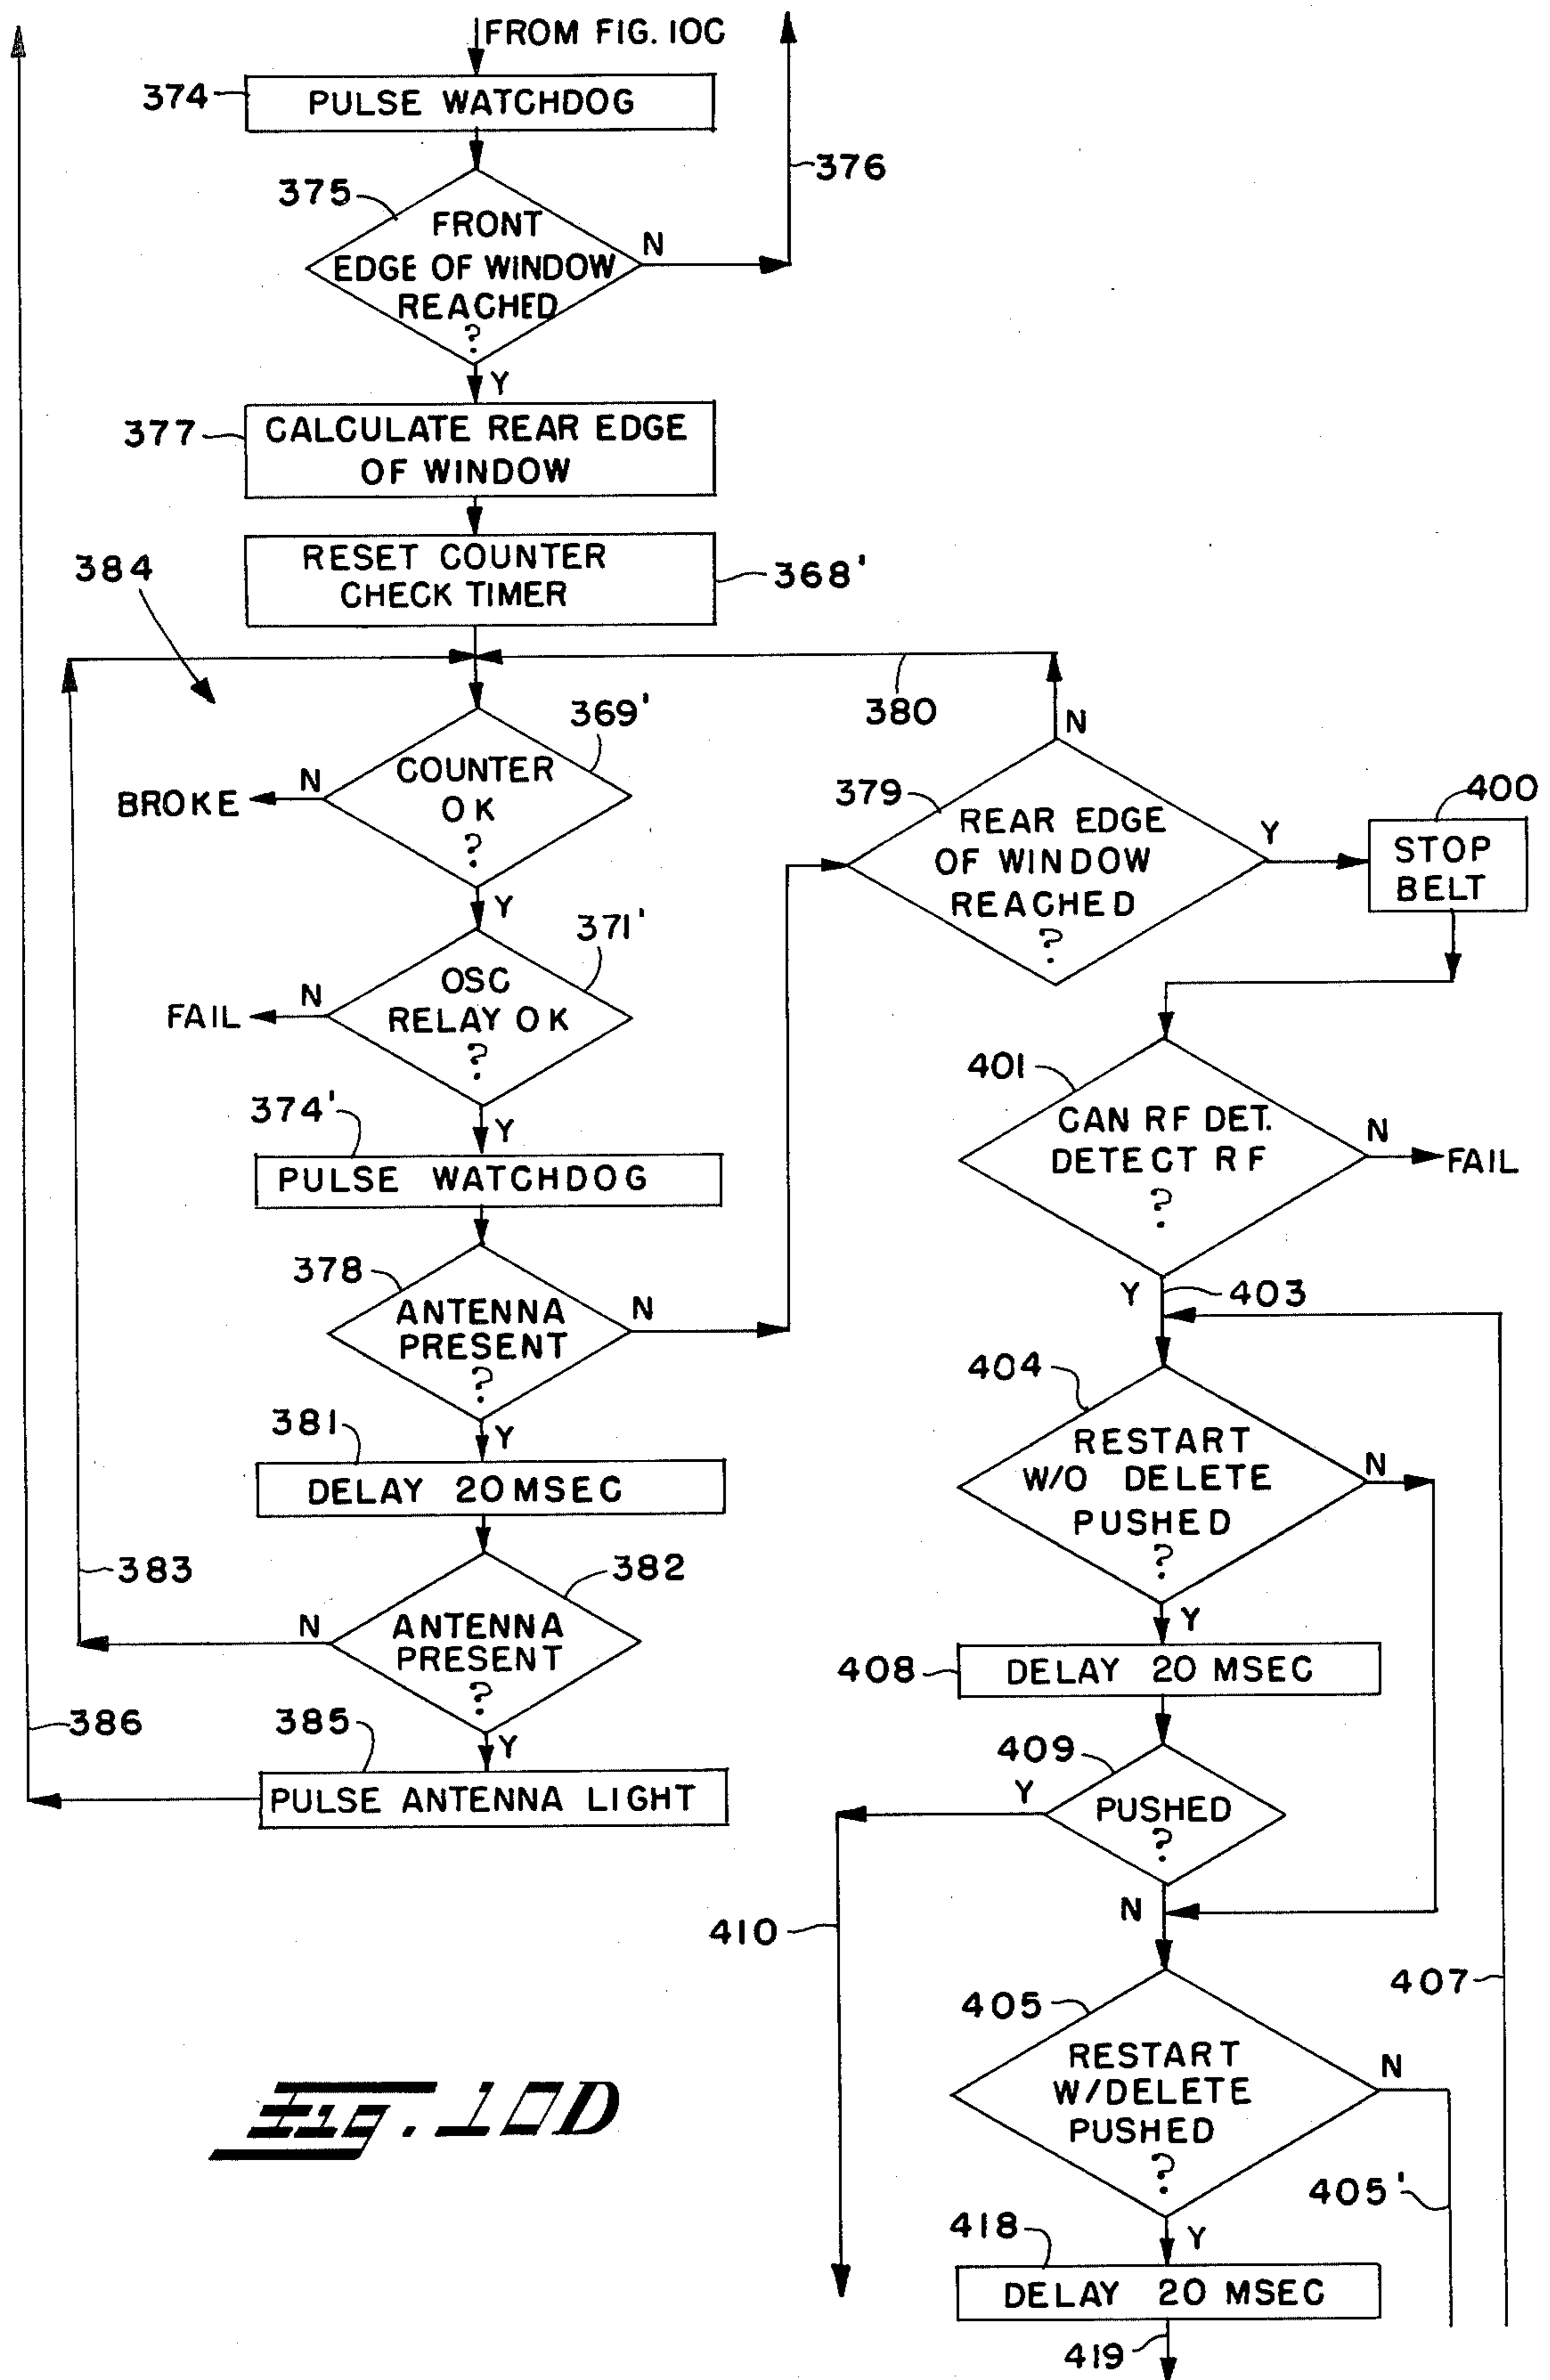 FROM FIG. 10C
374
PULSE WATCHDOG
376
375
FRONT
EDGE OF WINDOW
REACHED
?
N
Y
377
CALCULATE REAR EDGE
OF WINDOW
384
RESET COUNTER
CHECK TIMER
368'
380
369'
COUNTER
OK
?
N
BROKE
Y
371'
OSC
RELAY OK
?
N
FAIL
Y
374'
PULSE WATCHDOG
378
ANTENNA
PRESENT
?
N
Y
381
DELAY 20 MSEC
383
382
ANTENNA
PRESENT
?
N
Y
386
385
PULSE ANTENNA LIGHT
N
379
REAR EDGE
OF WINDOW
REACHED
?
Y
400
STOP
BELT
401
CAN RF DET.
DETECT RF
?
N
FAIL
Y
403
404
RESTART
W/O DELETE
PUSHED
?
N
Y
408
DELAY 20 MSEC
409
PUSHED
?
Y
N
410
407
405
RESTART
W/DELETE
PUSHED
?
N
405'
Y
418
DELAY 20 MSEC
419
Fig. 10D